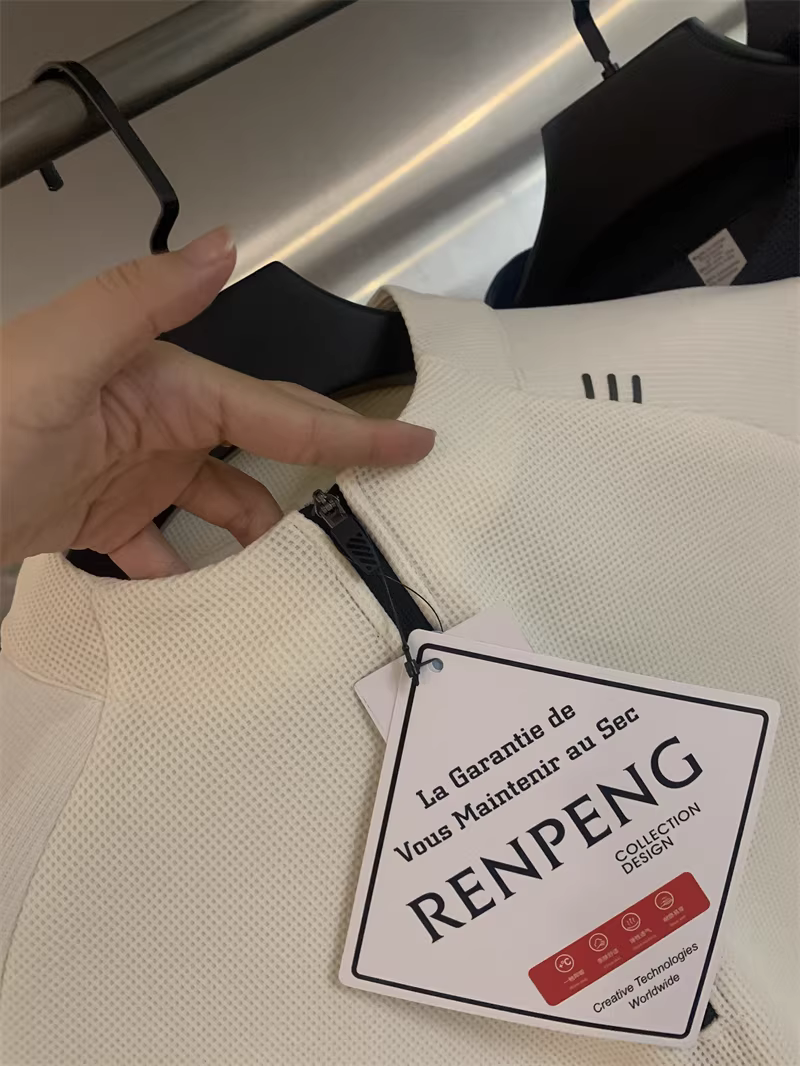 La Garantie de
Vous Maintenir au Sec
RENPENG
COLLECTION
DESIGN
°C
Creative Technologies
Worldwide